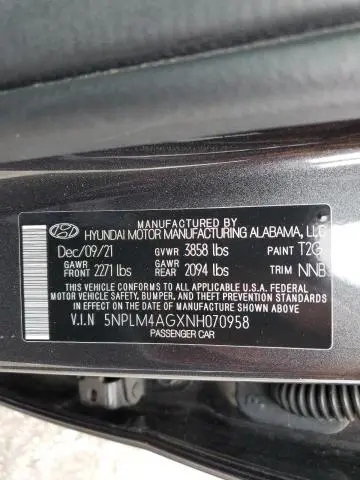 MANUFACTURED BY
HYUNDAI MOTOR MANUFACTURING ALABAMA, LLC
Dec/09/21 GVWR 3858 lbs PAINT T2G
GAWR FRONT 2271 lbs GAWR REAR 2094 lbs TRIM NNB
THIS VEHICLE CONFORMS TO ALL APPLICABLE U.S.A. FEDERAL
MOTOR VEHICLE SAFETY, BUMPER, AND THEFT PREVENTION
STANDARDS IN EFFECT ON THE DATE OF MANUFACTURE SHOWN ABOVE
V.I.N 5NPLM4AGXNH070958
PASSENGER CAR